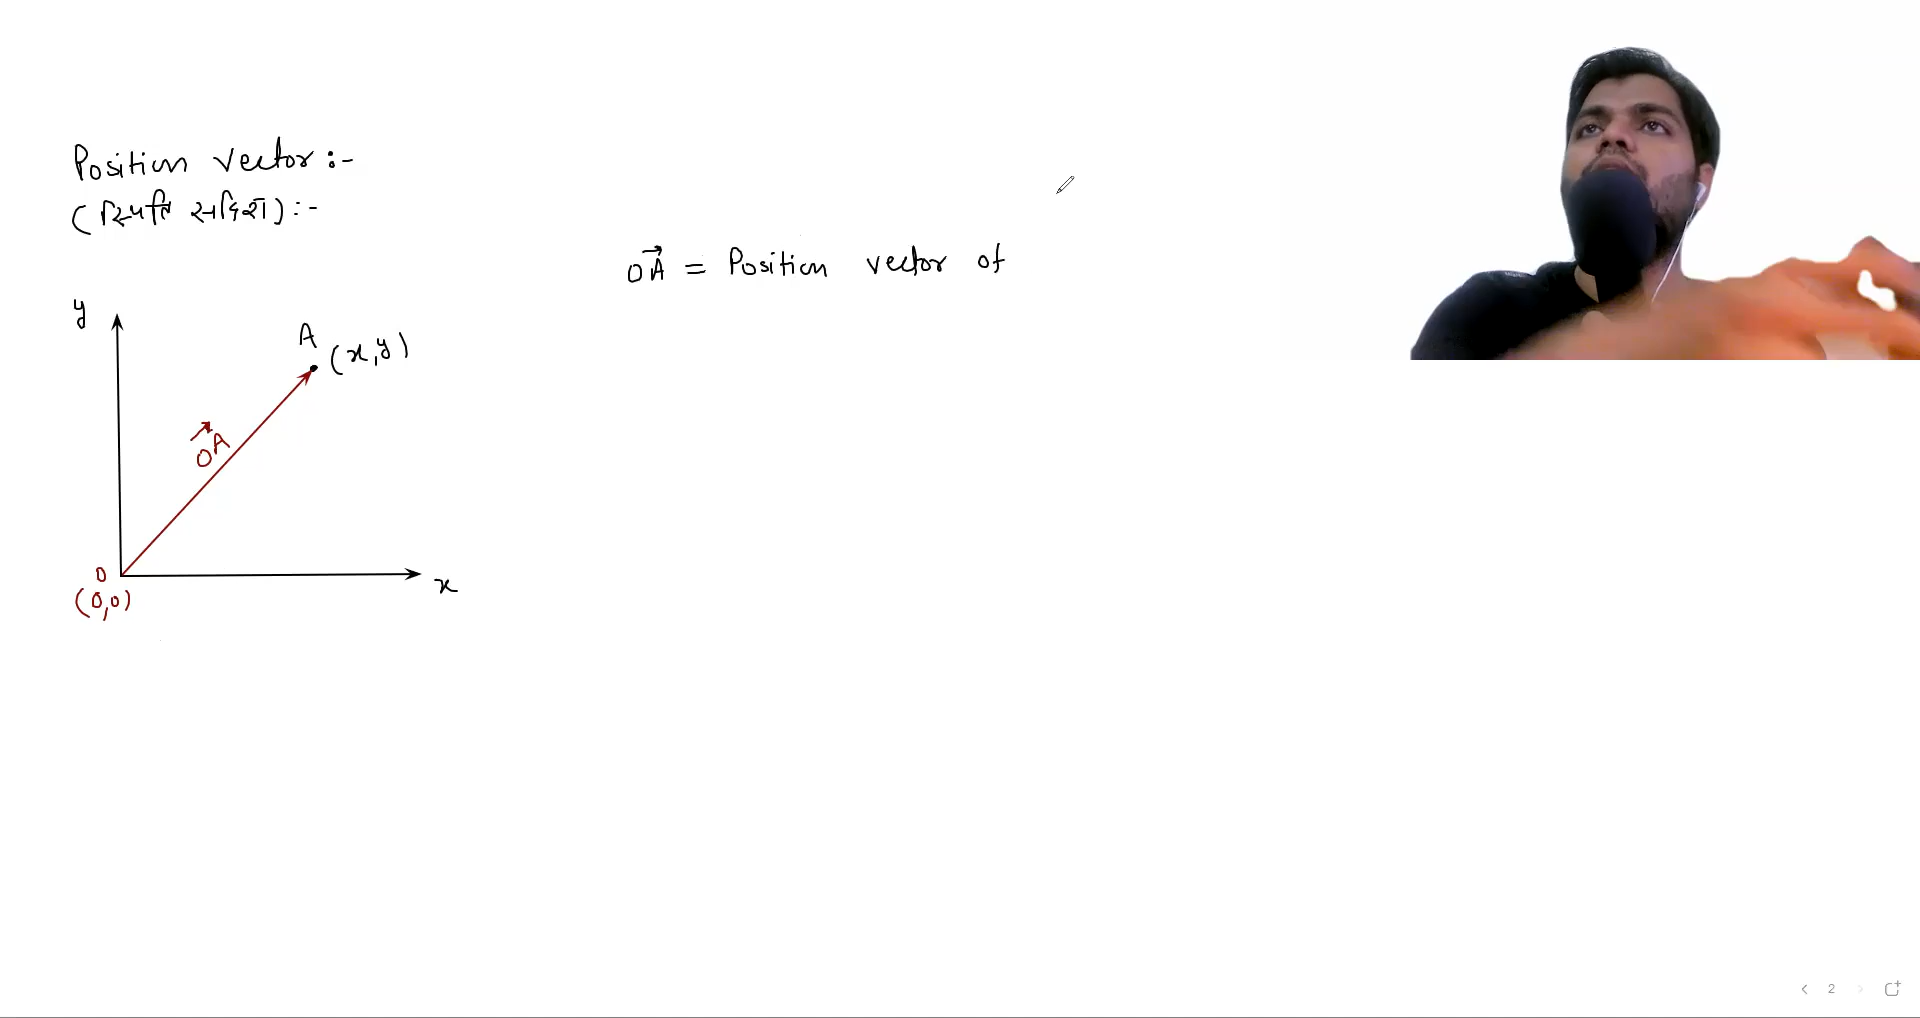 Position vector :-
(स्थिति सदिश) :-
OA⃗ = Position vector of
y
A
(x,y)
OA⃗
O
(0,0)
x
2